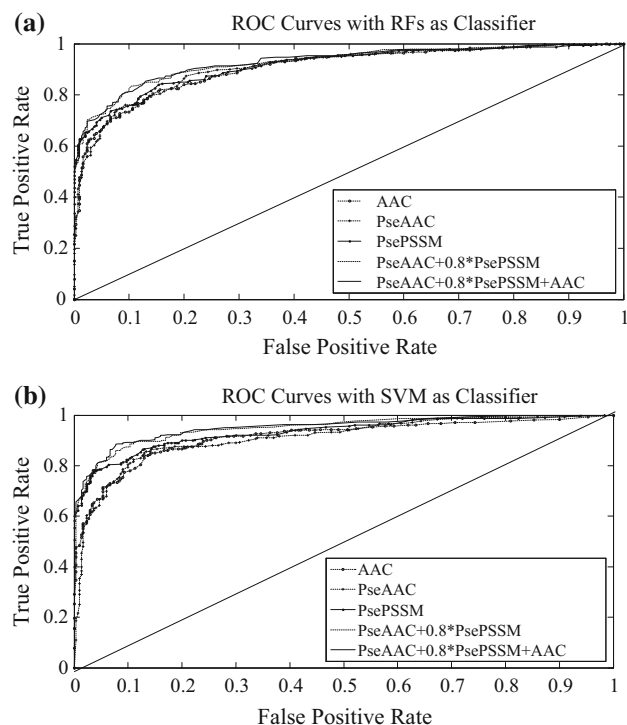 (a) ROC Curves with RFs as Classifier
1
0.8
0.6
0.4
0.2
0
True Positive Rate
AAC
PseAAC
PsePSSM
PseAAC+0.8*PsePSSM
PseAAC+0.8*PsePSSM+AAC
0 0.1 0.2 0.3 0.4 0.5 0.6 0.7 0.8 0.9 1
False Positive Rate
(b) ROC Curves with SVM as Classifier
1
0.8
0.6
0.4
0.2
0
True Positive Rate
AAC
PseAAC
PsePSSM
PseAAC+0.8*PsePSSM
PseAAC+0.8*PsePSSM+AAC
0 0.1 0.2 0.3 0.4 0.5 0.6 0.7 0.8 0.9 1
False Positive Rate